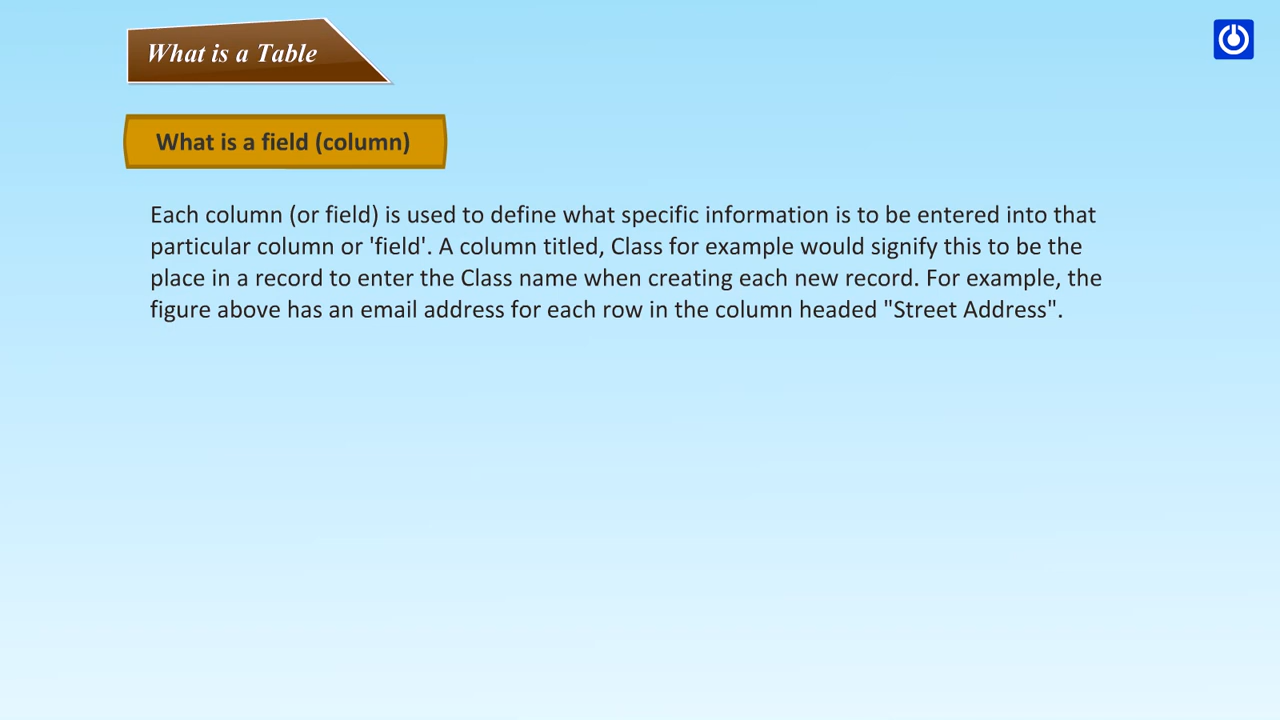 What is a Table
What is a field (column)
Each column (or field) is used to define what specific information is to be entered into that
particular column or 'field'. A column titled, Class for example would signify this to be the
place in a record to enter the Class name when creating each new record. For example, the
figure above has an email address for each row in the column headed "Street Address".